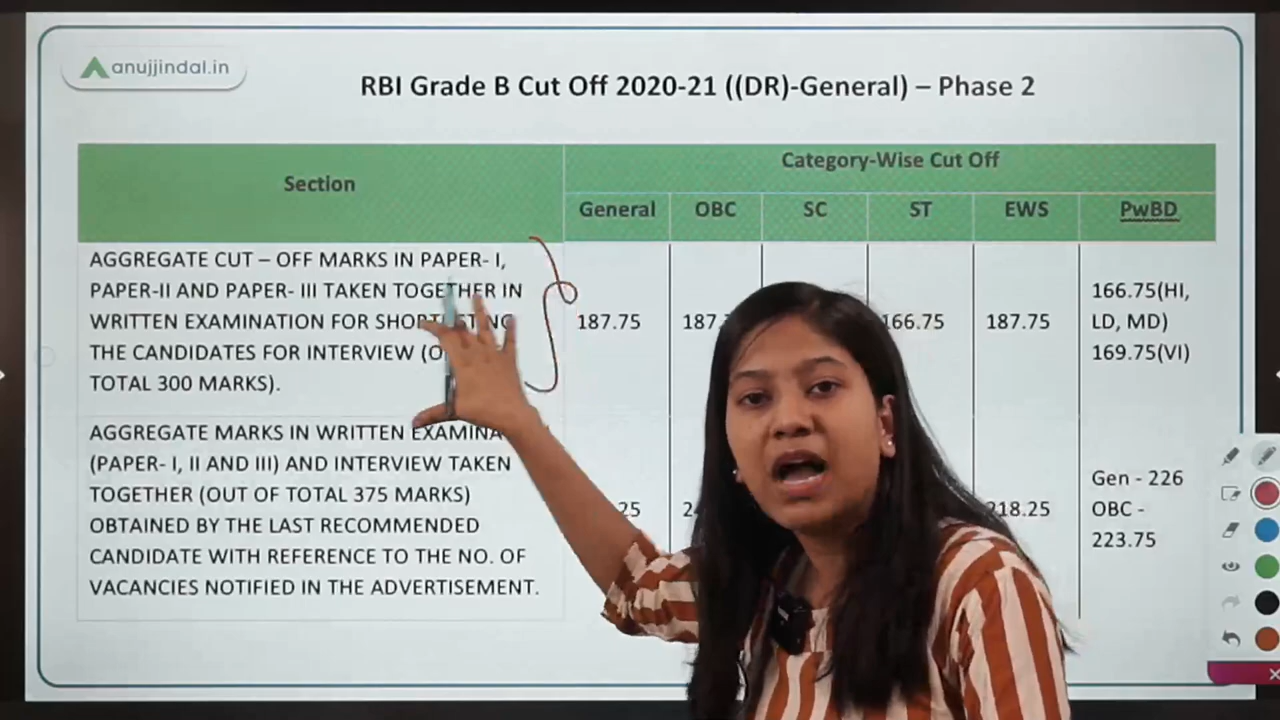 anujjindal.in
RBI Grade B Cut Off 2020-21 ((DR)-General) – Phase 2
Section
Category-Wise Cut Off
General OBC SC ST EWS PwBD
AGGREGATE CUT – OFF MARKS IN PAPER- I,
PAPER-II AND PAPER- III TAKEN TOGETHER IN
WRITTEN EXAMINATION FOR
THE CANDIDATES FOR INTERVIEW
TOTAL 300 MARKS).
187.75
166.75
187.75
166.75(HI,
LD, MD)
169.75(VI)
AGGREGATE MARKS IN WRITTEN
(PAPER- I, II AND III) AND INTERVIEW TAKEN
TOGETHER (OUT OF TOTAL 375 MARKS)
OBTAINED BY THE LAST RECOMMENDED
CANDIDATE WITH REFERENCE TO THE NO. OF
VACANCIES NOTIFIED IN THE ADVERTISEMENT.
218.25
Gen - 226
OBC -
223.75